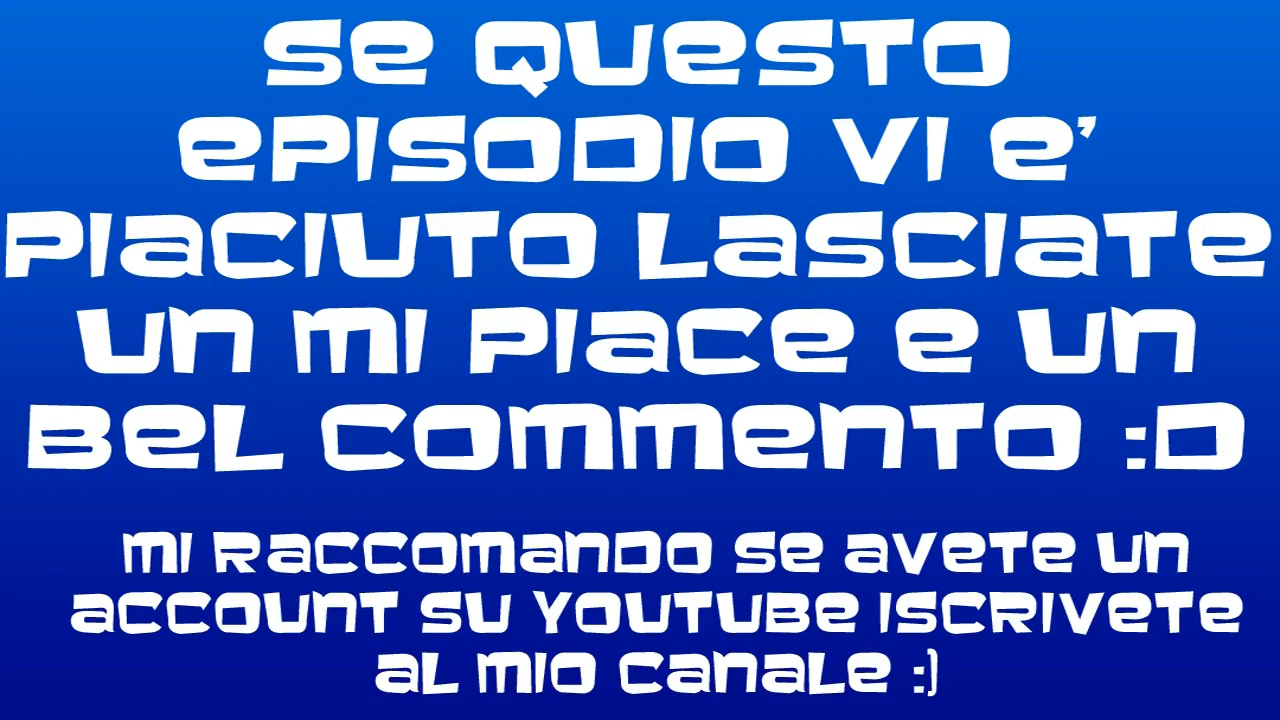 Se questo
episodio vi e'
piaciuto lasciate
un mi piace e un
bel commento :D
mi raccomando se avete un
account su youtube iscrivete
al mio canale :)